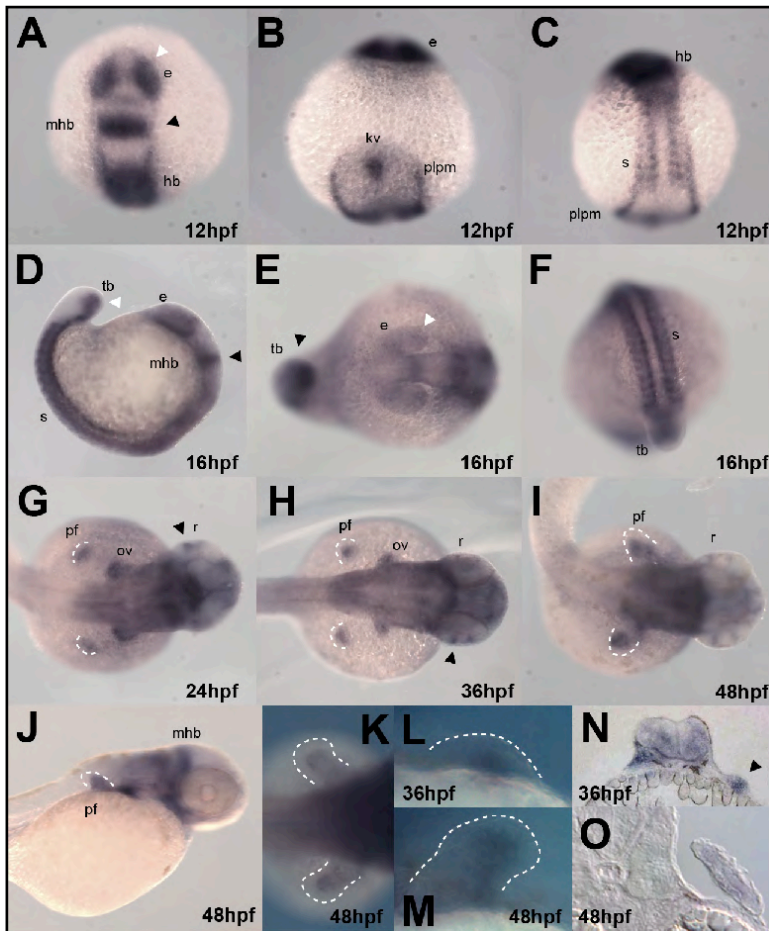 A
e
mhb
hb
12hpf
B
e
kv
plpm
12hpf
C
hb
s
plpm
12hpf
D
tb
e
mhb
s
16hpf
E
e
tb
16hpf
F
s
tb
16hpf
G
pf
r
ov
24hpf
H
pf
r
ov
36hpf
I
pf
r
48hpf
J
mhb
pf
48hpf
K
48hpf
L
36hpf
M
48hpf
N
36hpf
O
48hpf